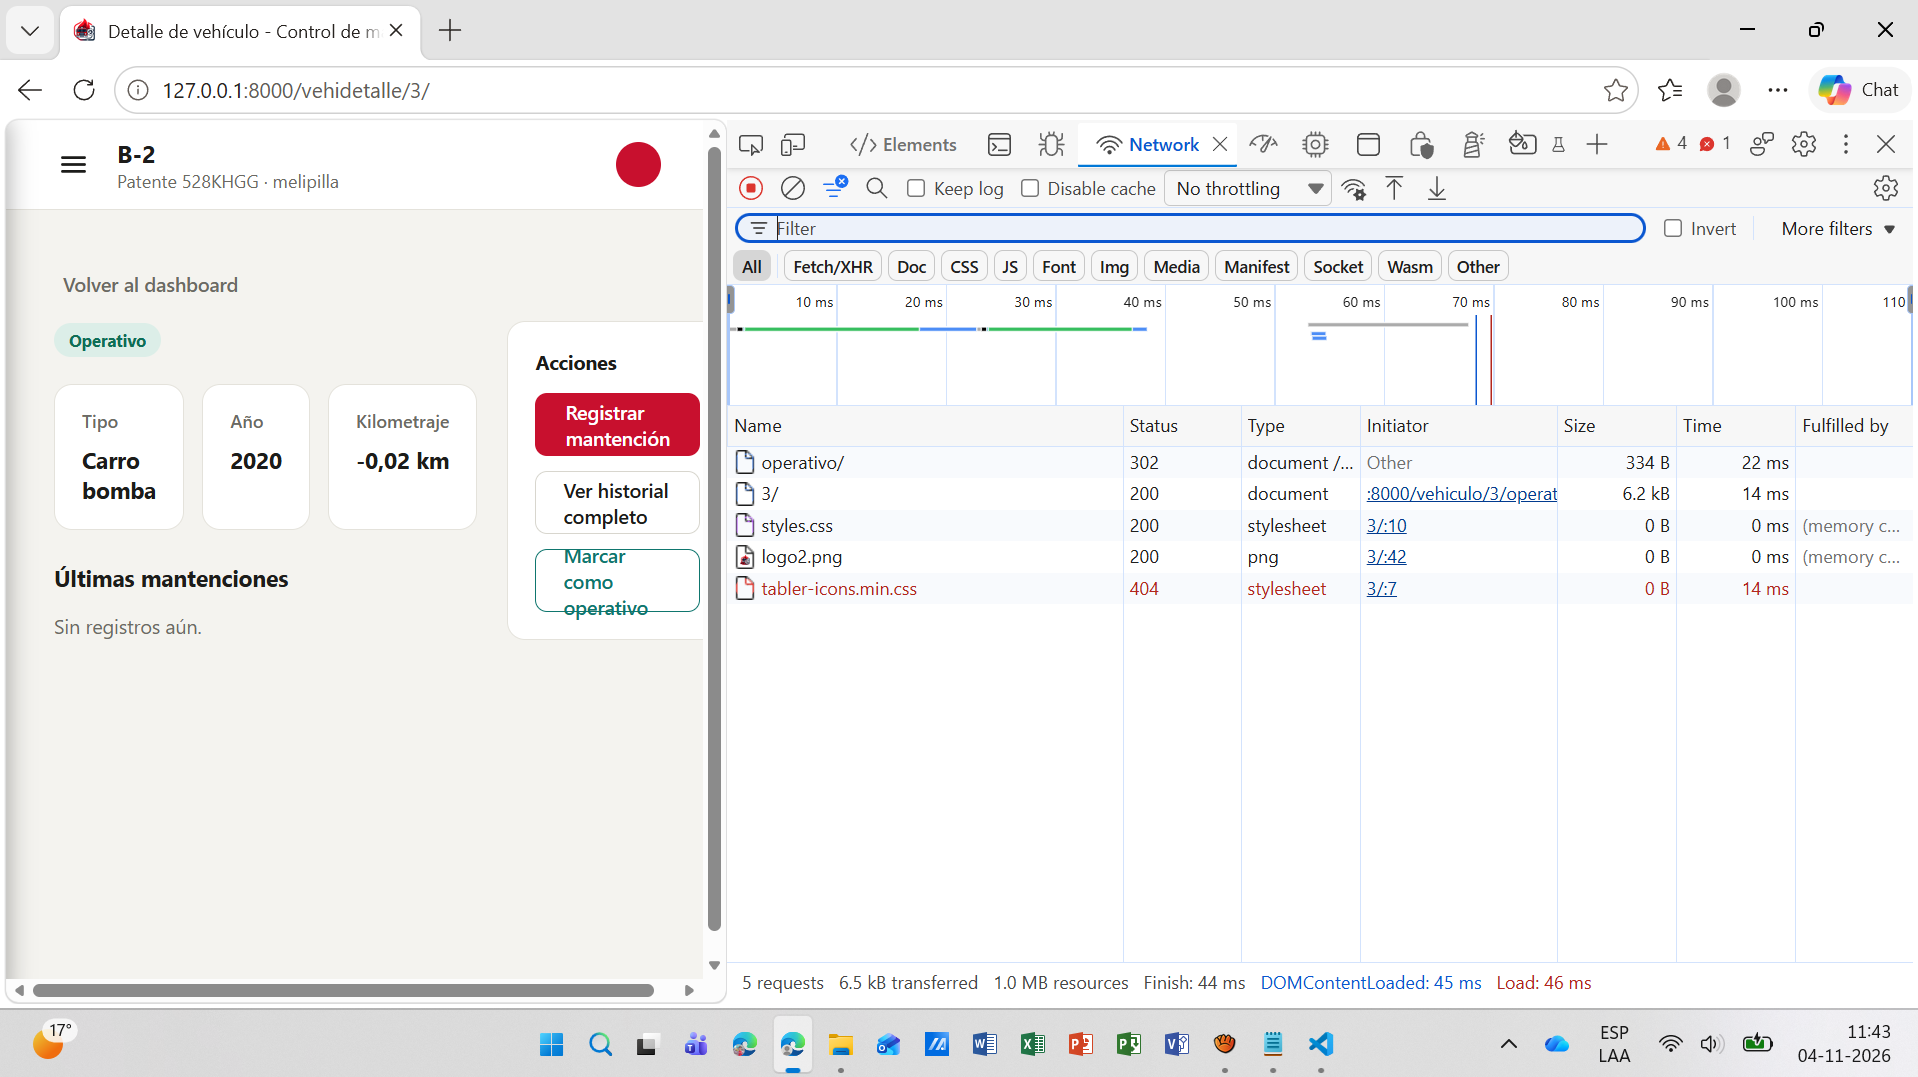 Detalle de vehículo - Control de m
127.0.0.1:8000/vehidetalle/3/
Chat
B-2
Patente 528KHGG · melipilla
Volver al dashboard
Operativo
Tipo
Carro
bomba
Año
2020
Kilometraje
-0,02 km
Últimas mantenciones
Sin registros aún.
Acciones
Registrar
mantención
Ver historial
completo
Marcar
como
operativo
Elements
Network
4
1
Keep log
Disable cache
No throttling
Filter
Invert
More filters
All
Fetch/XHR
Doc
CSS
JS
Font
Img
Media
Manifest
Socket
Wasm
Other
10 ms
20 ms
30 ms
40 ms
50 ms
60 ms
70 ms
80 ms
90 ms
100 ms
110
Name Status Type Initiator Size Time Fulfilled by
operativo/ 302 document /... Other 334 B 22 ms
3/ 200 document :8000/vehiculo/3/operat 6.2 kB 14 ms
styles.css 200 stylesheet 3/:10 0 B 0 ms (memory c...
logo2.png 200 png 3/:42 0 B 0 ms (memory c...
tabler-icons.min.css 404 stylesheet 3/:7 0 B 14 ms
5 requests 6.5 kB transferred 1.0 MB resources Finish: 44 ms DOMContentLoaded: 45 ms Load: 46 ms
17°
ESP
LAA
11:43
04-11-2026